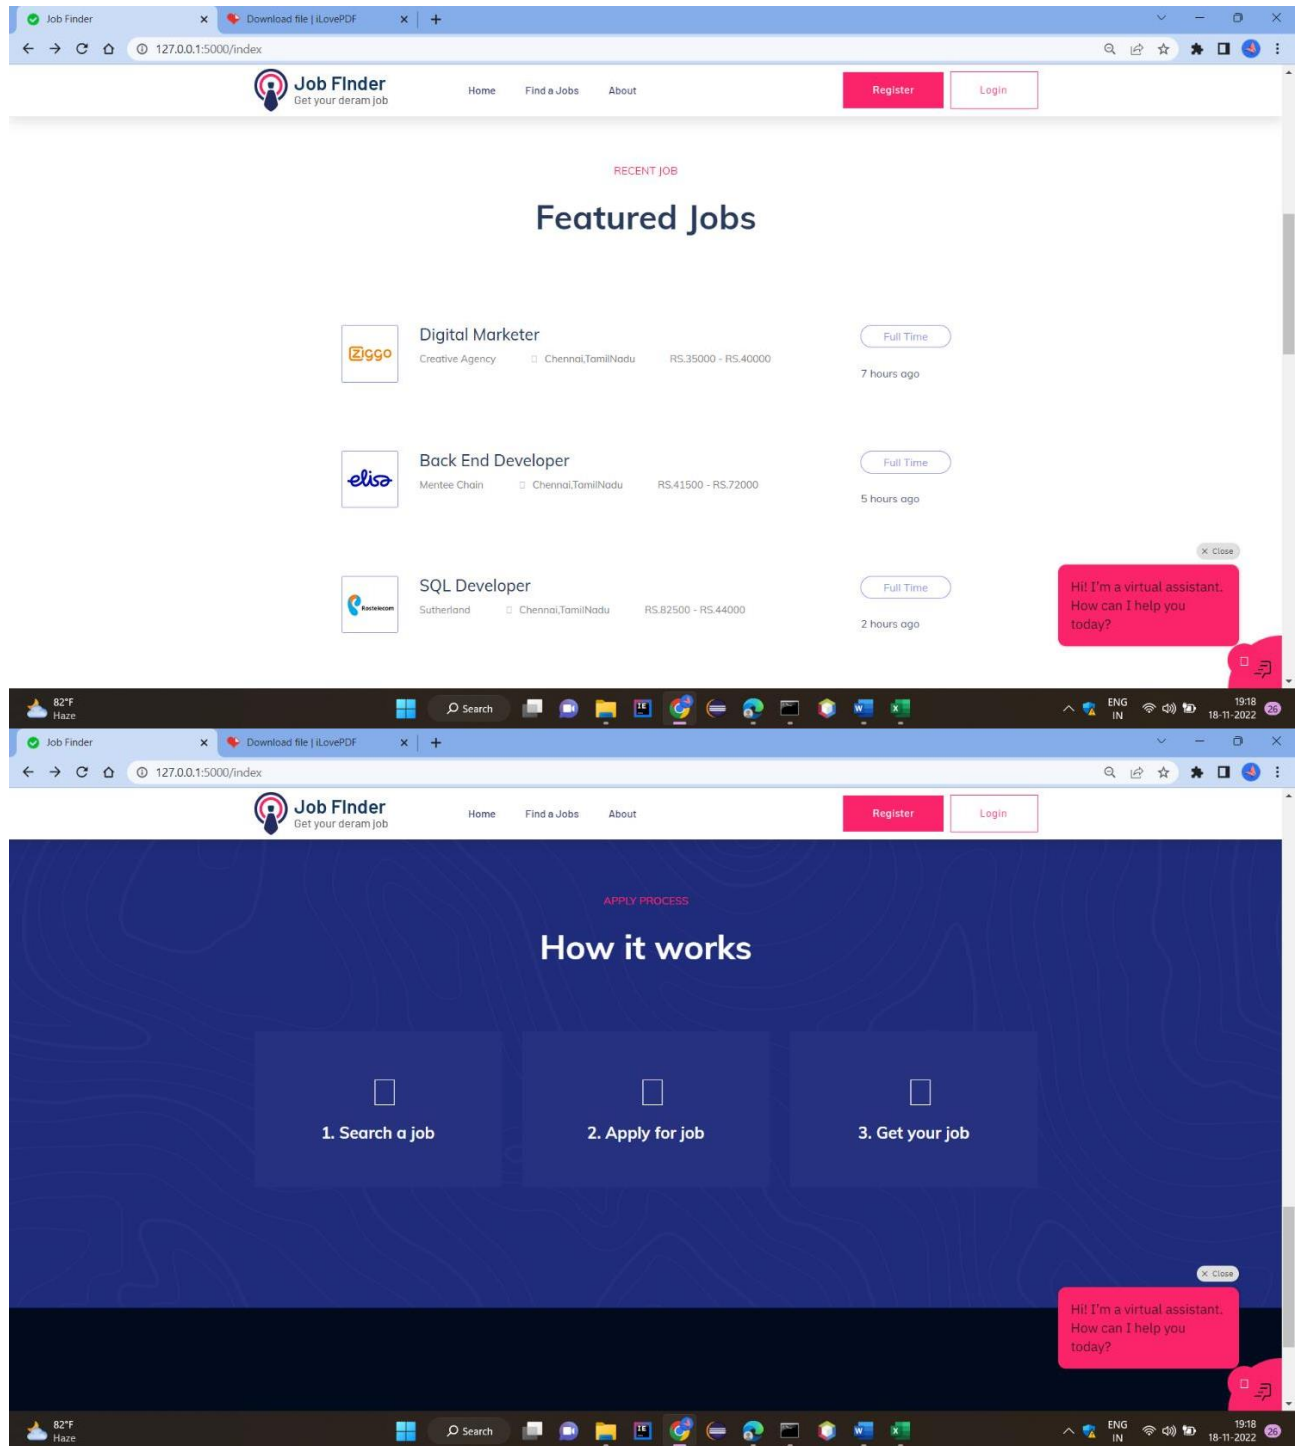 Job Finder
Download file | iLovePDF
127.0.0.1:5000/index
Job FInder
Get your deram job
Home Find a Jobs About Register Login
RECENT JOB
Featured Jobs
Ziggo
Digital Marketer
Creative Agency Chennai,TamilNadu RS.35000 - RS.40000
Full Time
7 hours ago
elisa
Back End Developer
Mentee Chain Chennai,TamilNadu RS.41500 - RS.72000
Full Time
5 hours ago
Rostelecom
SQL Developer
Sutherland Chennai,TamilNadu RS.82500 - RS.44000
Full Time
2 hours ago
× Close
Hi! I'm a virtual assistant.
How can I help you
today?
82°F
Haze
Search
ENG
IN
19:18
18-11-2022
26
Job Finder
Download file | iLovePDF
127.0.0.1:5000/index
Job FInder
Get your deram job
Home Find a Jobs About Register Login
APPLY PROCESS
How it works
1. Search a job
2. Apply for job
3. Get your job
× Close
Hi! I'm a virtual assistant.
How can I help you
today?
82°F
Haze
Search
ENG
IN
19:18
18-11-2022
26